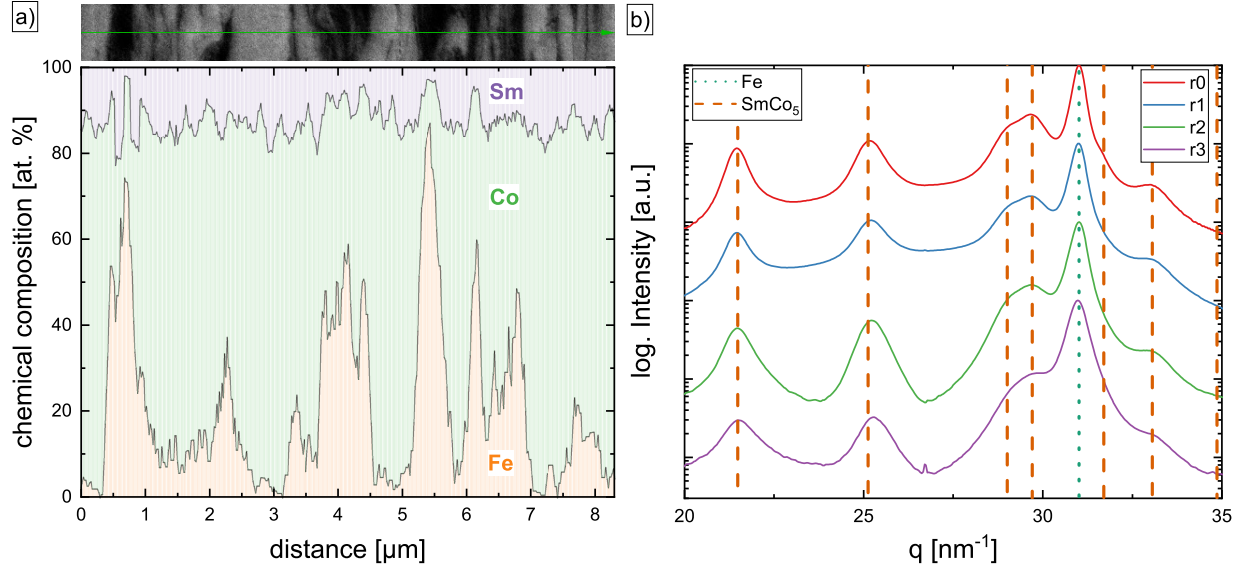 a)
chemical composition [at. %]
100
80
60
40
20
0
Sm
Co
Fe
0 1 2 3 4 5 6 7 8
distance [µm]
b)
log. Intensity [a.u.]
Fe
SmCo5
r0
r1
r2
r3
20 25 30 35
q [nm-1]